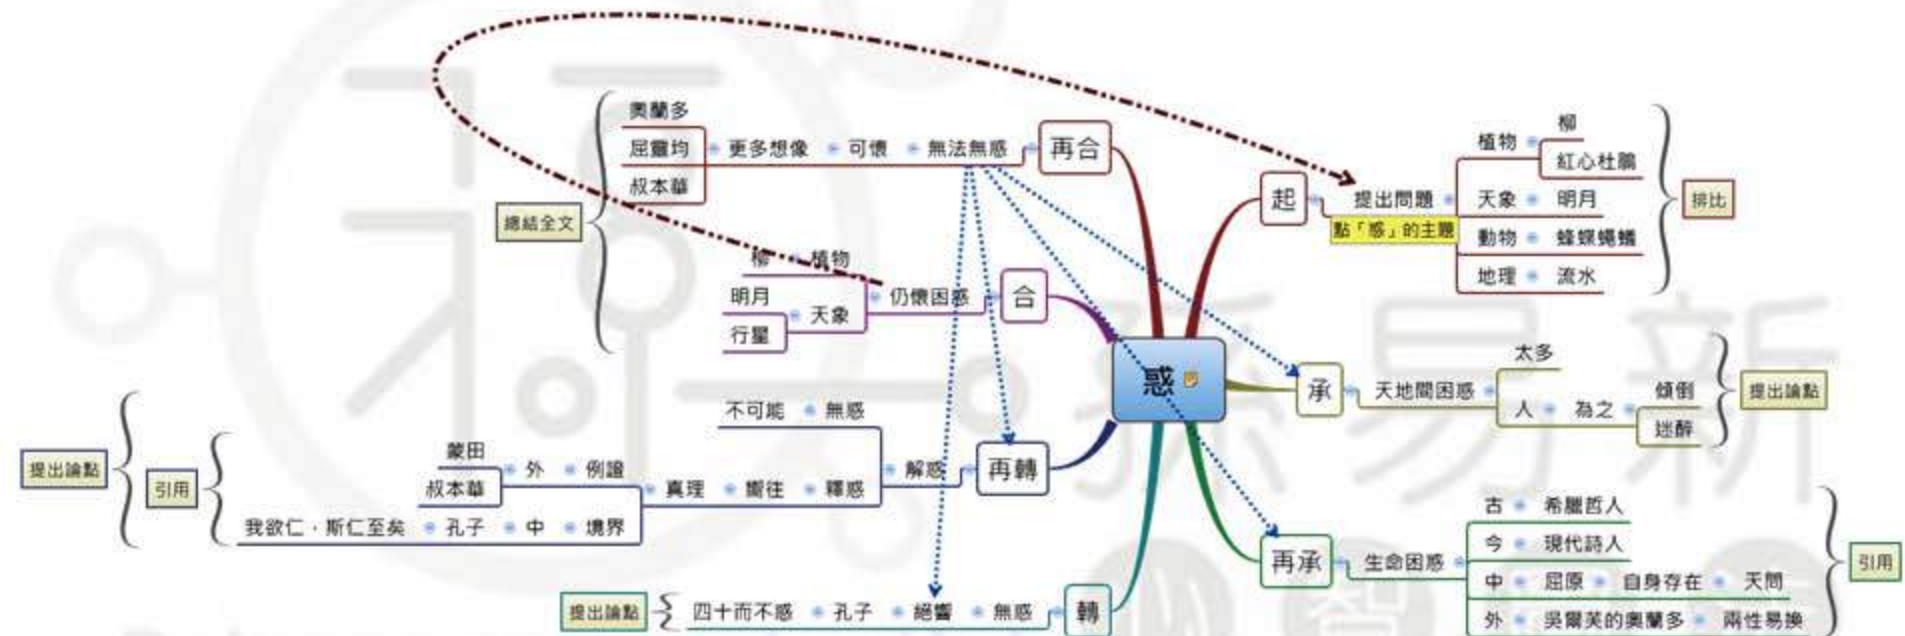 惑
起
提出問題
點「惑」的主題
植物
柳
紅心杜鵑
天象
明月
動物
蜂蝶蠅蟻
地理
流水
排比
承
天地間困惑
太多
人
為之
傾倒
迷醉
提出論點
再承
生命困惑
古
希臘哲人
今
現代詩人
中
屈原
自身存在
天問
外
吳爾芙的奧蘭多
兩性易換
引用
轉
無惑
絕響
孔子
四十而不惑
提出論點
再轉
解惑
無惑
不可能
釋惑
嚮往
真理
例證
外
蒙田
叔本華
境界
中
孔子
我欲仁,斯仁至矣
引用
提出論點
合
仍懷困惑
植物
柳
天象
明月
行星
再合
無法無惑
可懷
更多想像
奧蘭多
屈靈均
叔本華
總結全文
孫易新